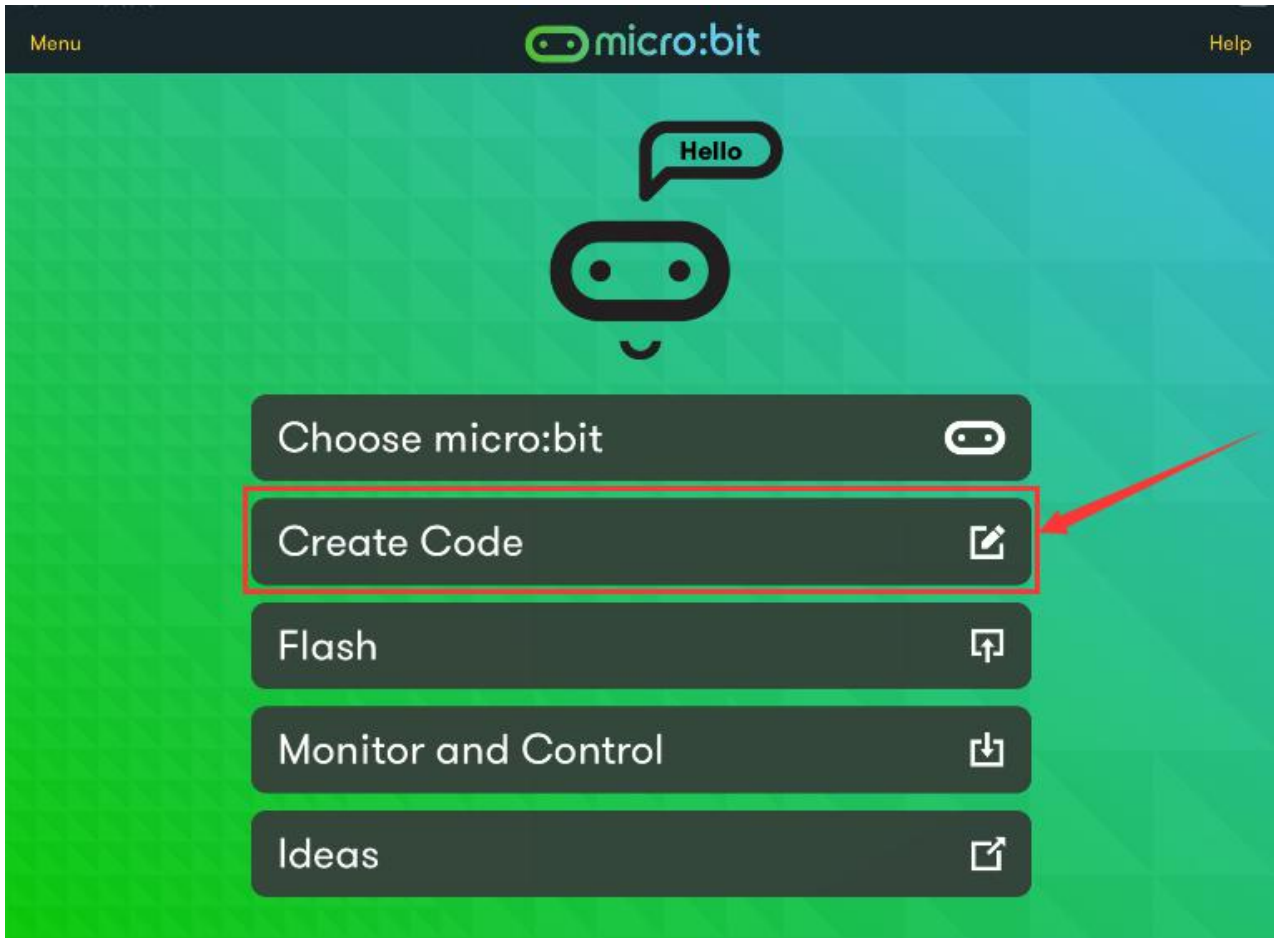 Menu
micro:bit
Help
Hello
Choose micro:bit
Create Code
Flash
Monitor and Control
Ideas